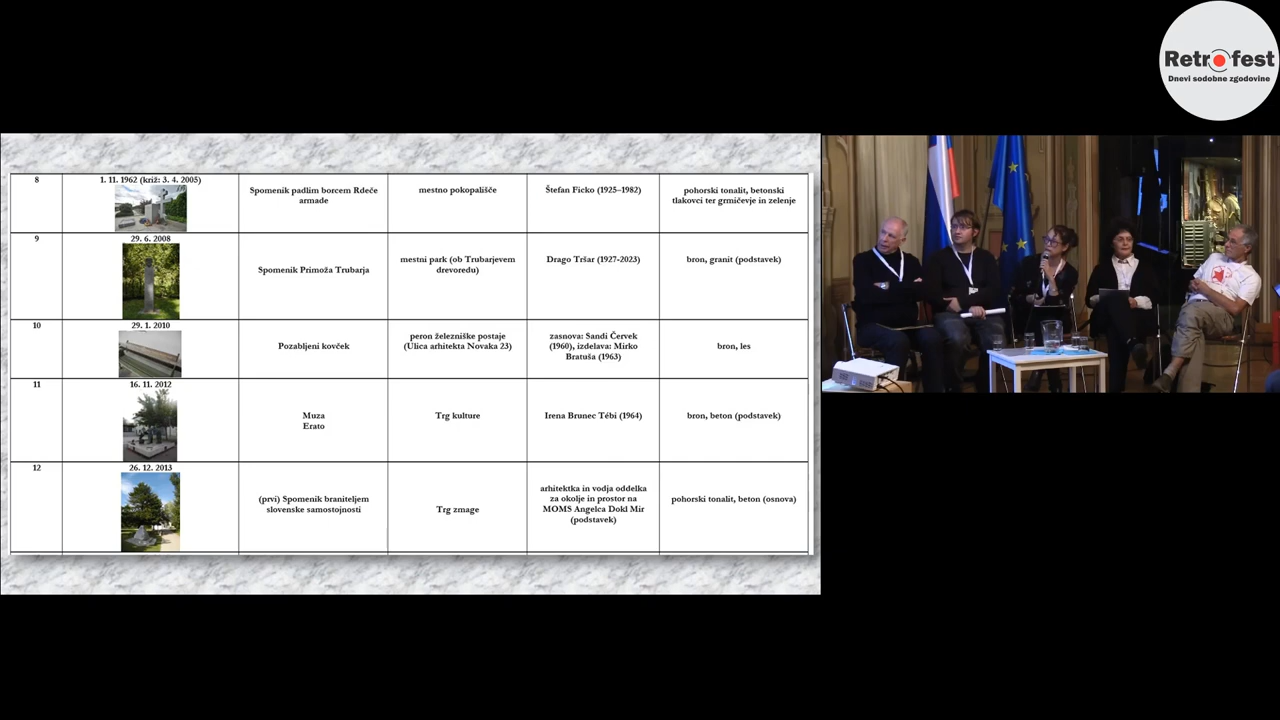 Retrofest
Dnevi sodobne zgodovine
8
1. 11. 1962 (križ: 3. 4. 2005)
Spomenik padlim borcem Rdeče
armade
mestno pokopališče
Štefan Ficko (1925–1982)
pohorski tonalit, betonski
tlakovci ter grmičevje in zelenje
9
29. 6. 2008
Spomenik Primoža Trubarja
mestni park (ob Trubarjevem
drevoredu)
Drago Tršar (1927-2023)
bron, granit (podstavek)
10
29. 1. 2010
Pozabljeni kovček
peron železniške postaje
(Ulica arhitekta Novaka 23)
zasnova: Sandi Červek
(1960), izdelava: Mirko
Bratuša (1963)
bron, les
11
16. 11. 2012
Muza
Erato
Trg kulture
Irena Brunec Tébi (1964)
bron, beton (podstavek)
12
26. 12. 2013
(prvi) Spomenik braniteljem
slovenske samostojnosti
Trg zmage
arhitektka in vodja oddelka
za okolje in prostor na
MOMS Angelca Dokl Mir
(podstavek)
pohorski tonalit, beton (osnova)